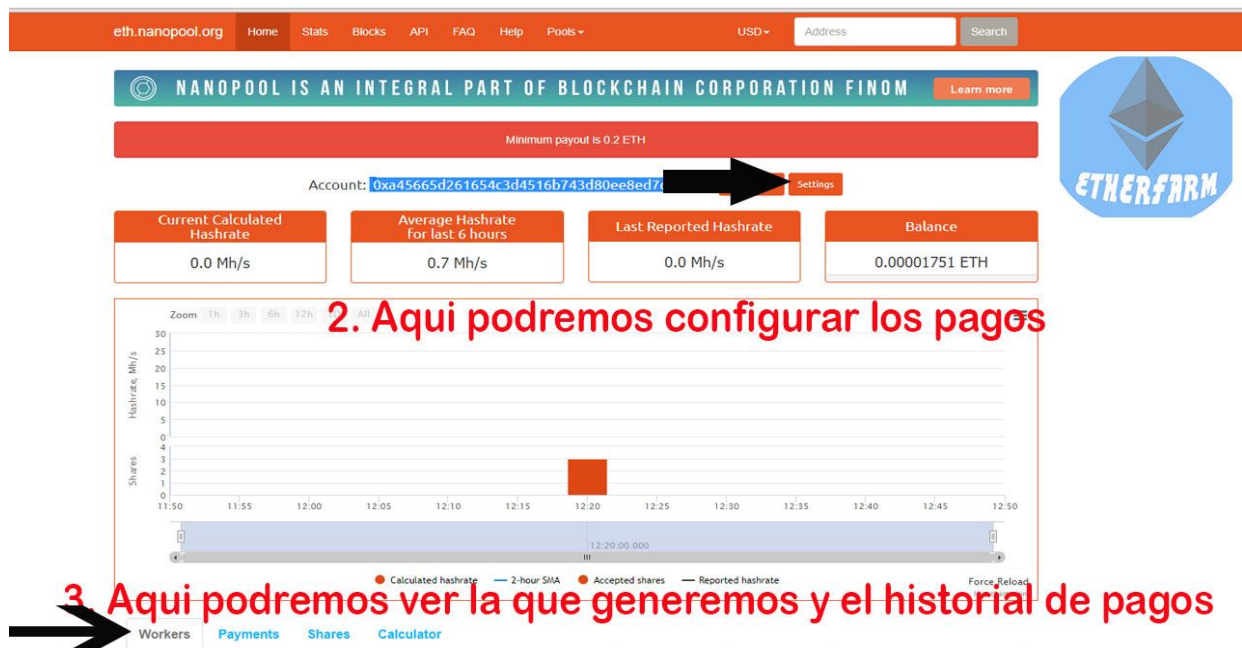 eth.nanopool.org Home Stats Blocks API FAQ Help Pools USD Address Search
NANOPOOL IS AN INTEGRAL PART OF BLOCKCHAIN CORPORATION FINOM Learn more
Minimum payout is 0.2 ETH
ETHERFARM
Account: 0xa45665d261654c3d4516b743d80ee8ed7 Settings
Current Calculated Hashrate
0.0 Mh/s
Average Hashrate for last 6 hours
0.7 Mh/s
Last Reported Hashrate
0.0 Mh/s
Balance
0.00001751 ETH
Zoom 1h 3h 6h 12h All
2. Aqui podremos configurar los pagos
Hashrate, Mh/s
30
25
20
15
10
5
0
Shares
4
3
2
1
0
11:50 11:55 12:00 12:05 12:10 12:15 12:20 12:25 12:30 12:35 12:40 12:45 12:50
12:20:00.000
Calculated hashrate 2-hour SMA Accepted shares Reported hashrate
Force Reload
3. Aqui podremos ver la que generemos y el historial de pagos
Workers Payments Shares Calculator